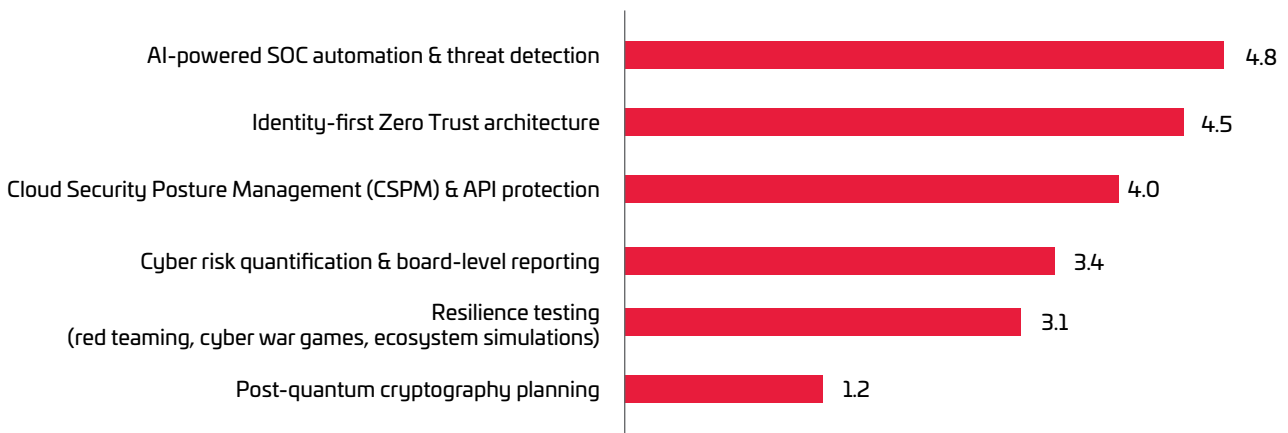 AI-powered SOC automation & threat detection
4.8
Identity-first Zero Trust architecture
4.5
Cloud Security Posture Management (CSPM) & API protection
4.0
Cyber risk quantification & board-level reporting
3.4
Resilience testing
(red teaming, cyber war games, ecosystem simulations)
3.1
Post-quantum cryptography planning
1.2